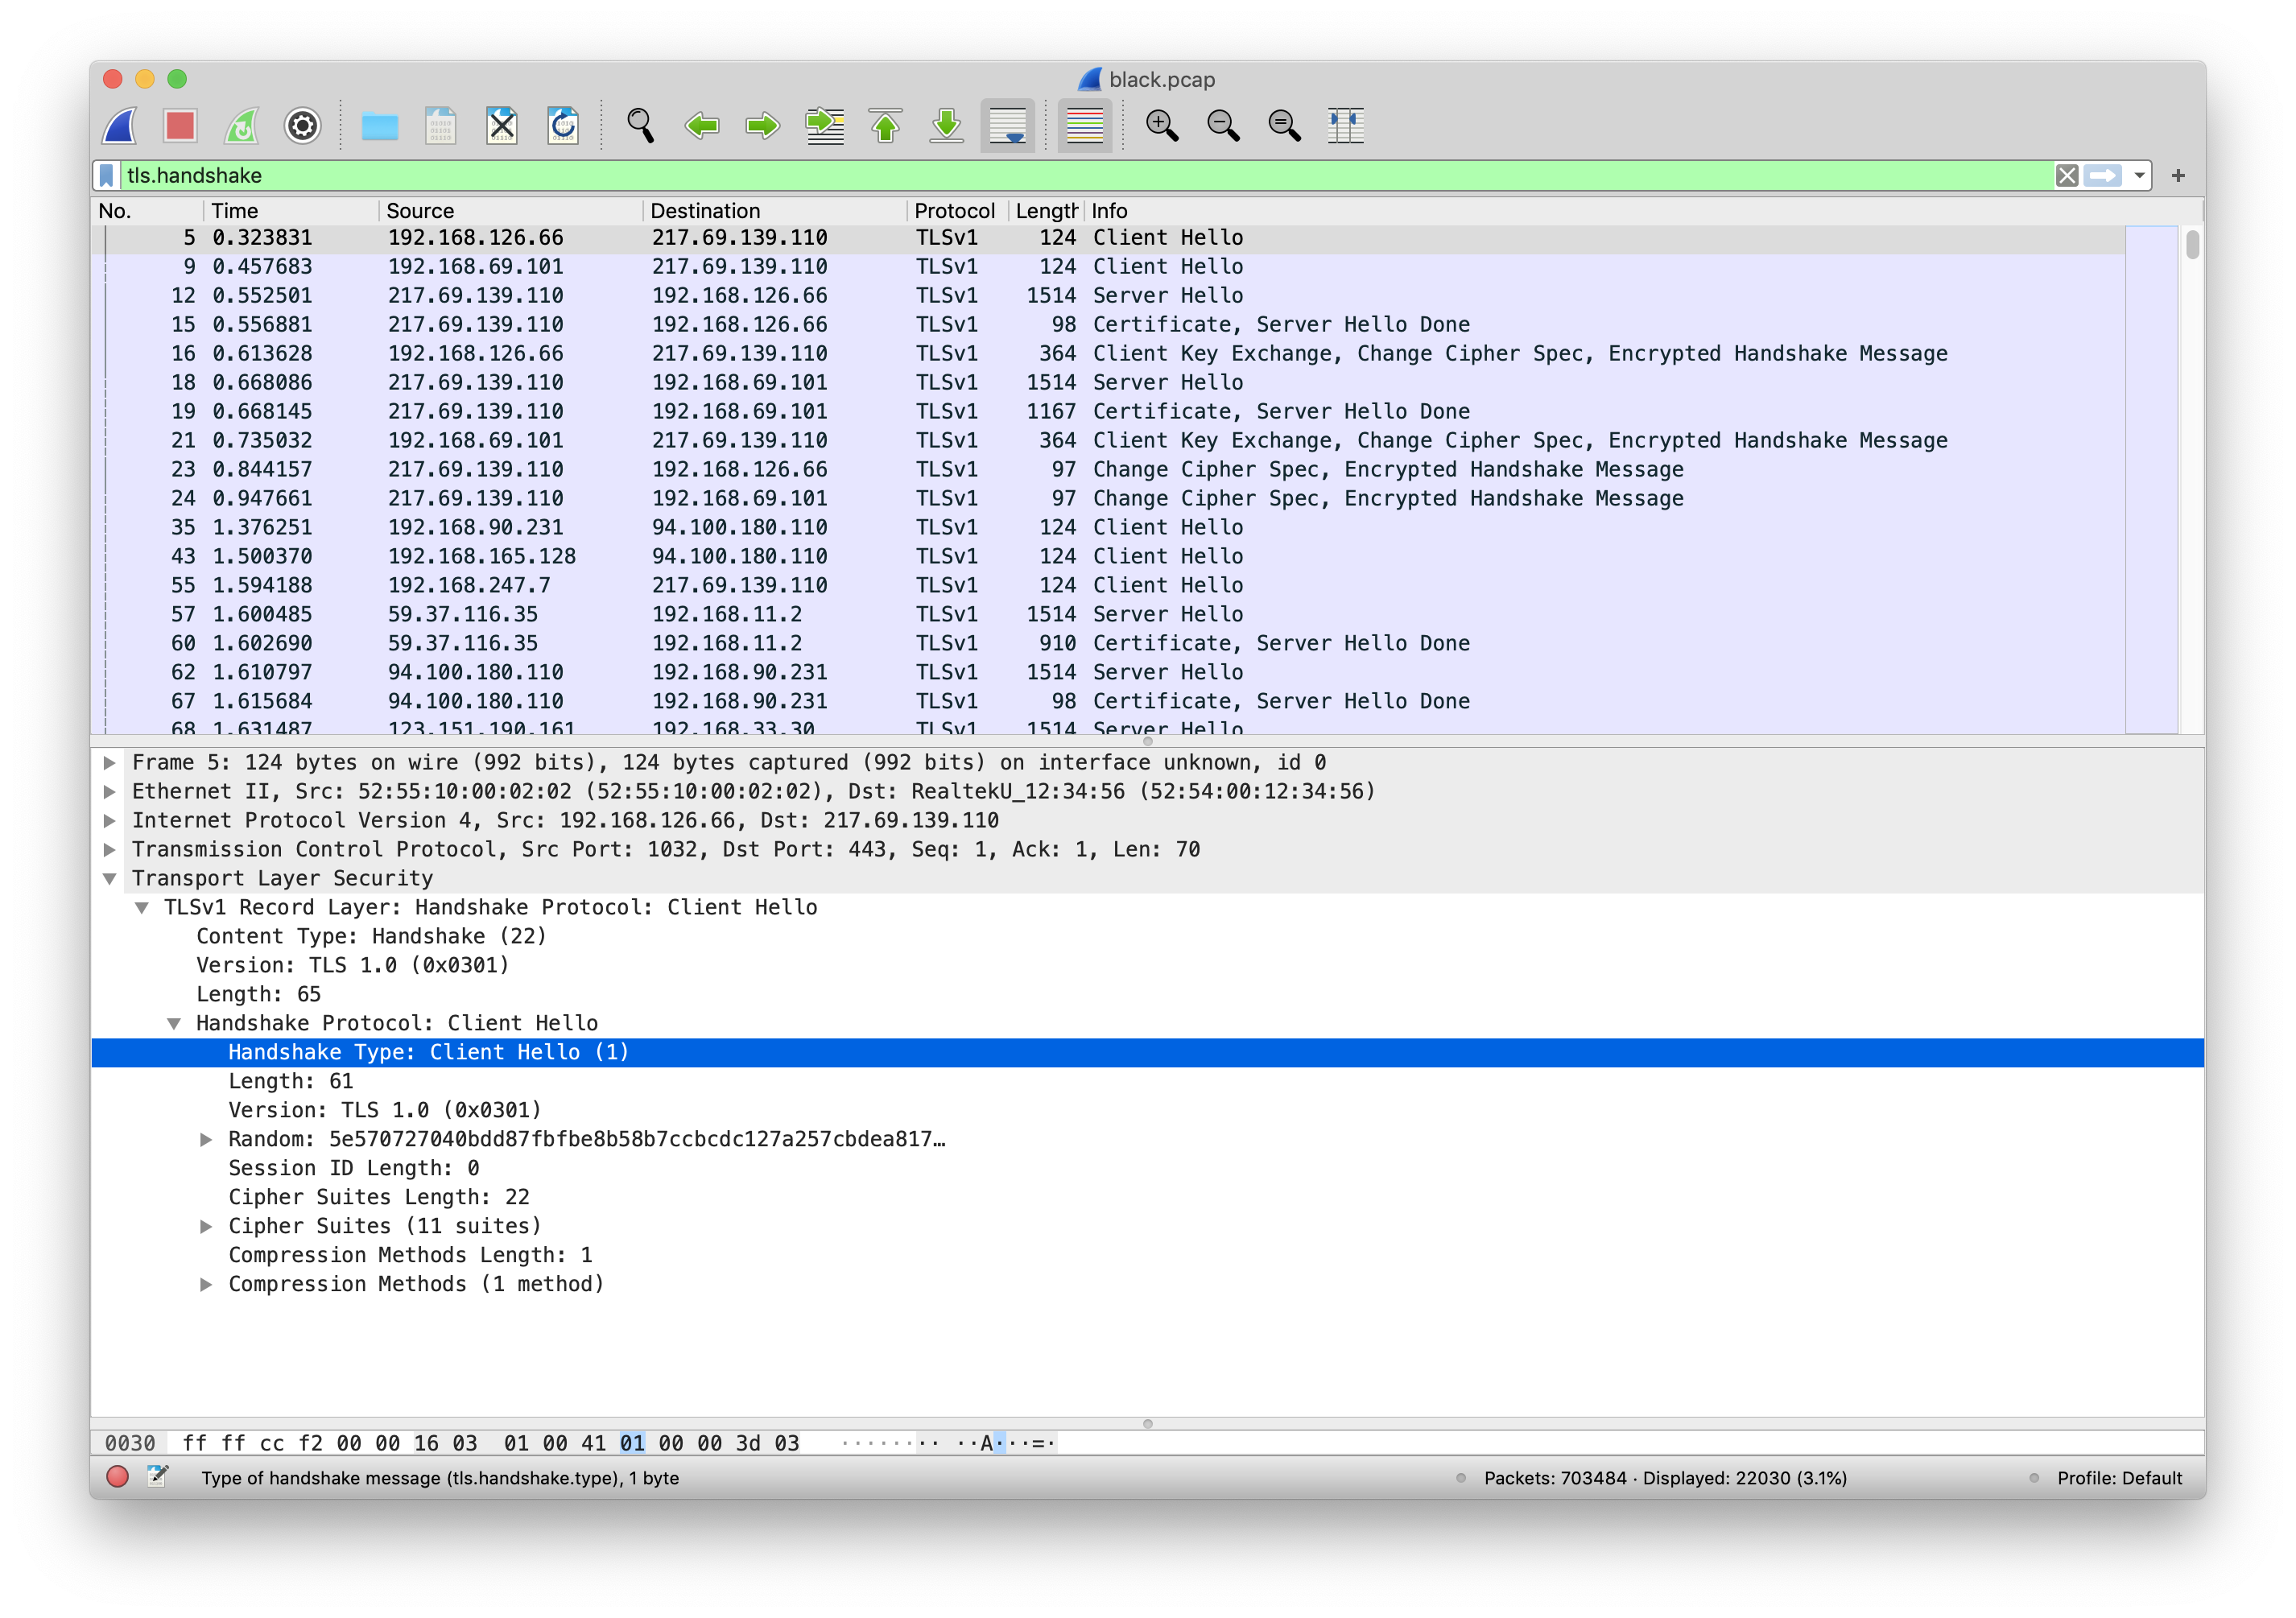 black.pcap
tls.handshake
No. Time Source Destination Protocol Length Info
5 0.323831 192.168.126.66 217.69.139.110 TLSv1 124 Client Hello
9 0.457683 192.168.69.101 217.69.139.110 TLSv1 124 Client Hello
12 0.552501 217.69.139.110 192.168.126.66 TLSv1 1514 Server Hello
15 0.556881 217.69.139.110 192.168.126.66 TLSv1 98 Certificate, Server Hello Done
16 0.613628 192.168.126.66 217.69.139.110 TLSv1 364 Client Key Exchange, Change Cipher Spec, Encrypted Handshake Message
18 0.668086 217.69.139.110 192.168.69.101 TLSv1 1514 Server Hello
19 0.668145 217.69.139.110 192.168.69.101 TLSv1 1167 Certificate, Server Hello Done
21 0.735032 192.168.69.101 217.69.139.110 TLSv1 364 Client Key Exchange, Change Cipher Spec, Encrypted Handshake Message
23 0.844157 217.69.139.110 192.168.126.66 TLSv1 97 Change Cipher Spec, Encrypted Handshake Message
24 0.947661 217.69.139.110 192.168.69.101 TLSv1 97 Change Cipher Spec, Encrypted Handshake Message
35 1.376251 192.168.90.231 94.100.180.110 TLSv1 124 Client Hello
43 1.500370 192.168.165.128 94.100.180.110 TLSv1 124 Client Hello
55 1.594188 192.168.247.7 217.69.139.110 TLSv1 124 Client Hello
57 1.600485 59.37.116.35 192.168.11.2 TLSv1 1514 Server Hello
60 1.602690 59.37.116.35 192.168.11.2 TLSv1 910 Certificate, Server Hello Done
62 1.610797 94.100.180.110 192.168.90.231 TLSv1 1514 Server Hello
67 1.615684 94.100.180.110 192.168.90.231 TLSv1 98 Certificate, Server Hello Done
68 1.631487 123.151.190.161 192.168.33.30 TLSv1 1514 Server Hello
Frame 5: 124 bytes on wire (992 bits), 124 bytes captured (992 bits) on interface unknown, id 0
Ethernet II, Src: 52:55:10:00:02:02 (52:55:10:00:02:02), Dst: RealtekU_12:34:56 (52:54:00:12:34:56)
Internet Protocol Version 4, Src: 192.168.126.66, Dst: 217.69.139.110
Transmission Control Protocol, Src Port: 1032, Dst Port: 443, Seq: 1, Ack: 1, Len: 70
Transport Layer Security
TLSv1 Record Layer: Handshake Protocol: Client Hello
Content Type: Handshake (22)
Version: TLS 1.0 (0x0301)
Length: 65
Handshake Protocol: Client Hello
Handshake Type: Client Hello (1)
Length: 61
Version: TLS 1.0 (0x0301)
Random: 5e570727040bdd87fbfbe8b58b7ccbcdc127a257cbdea817…
Session ID Length: 0
Cipher Suites Length: 22
Cipher Suites (11 suites)
Compression Methods Length: 1
Compression Methods (1 method)
0030 ff ff cc f2 00 00 16 03 01 00 41 01 00 00 3d 03 ········ ··A···=·
Type of handshake message (tls.handshake.type), 1 byte Packets: 703484 · Displayed: 22030 (3.1%) Profile: Default